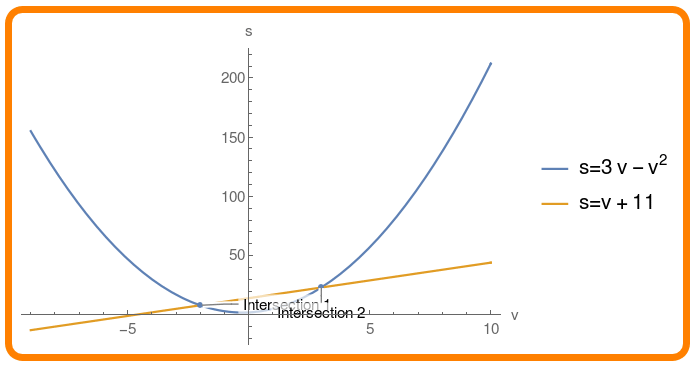 s
200
150
100
50
−5
5
10
v
Intersection 1
Intersection 2
s=3 v − v²
s=v + 11